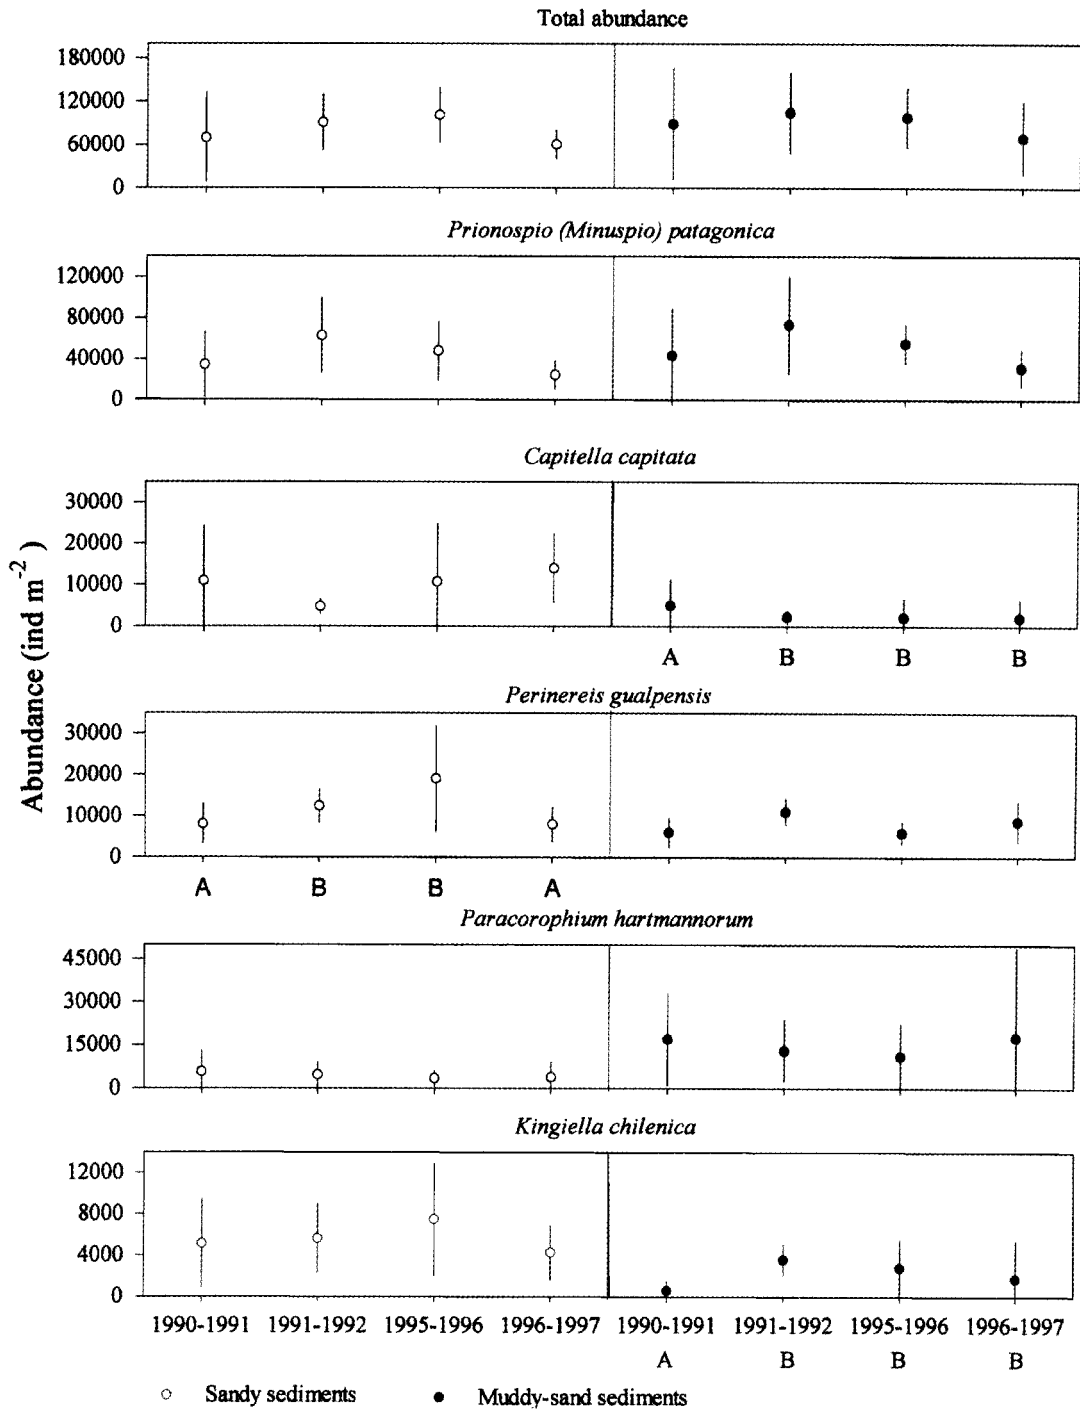 Total abundance
180000
120000
60000
0
Prionospio (Minuspio) patagonica
120000
80000
40000
0
Capitella capitata
30000
20000
10000
0
A B B B
Perinereis gualpensis
30000
20000
10000
0
A B B A
Paracorophium hartmannorum
45000
30000
15000
0
Kingiella chilenica
12000
8000
4000
0
1990-1991 1991-1992 1995-1996 1996-1997 1990-1991 1991-1992 1995-1996 1996-1997
A B B B
Abundance (ind m⁻²)
○ Sandy sediments ● Muddy-sand sediments